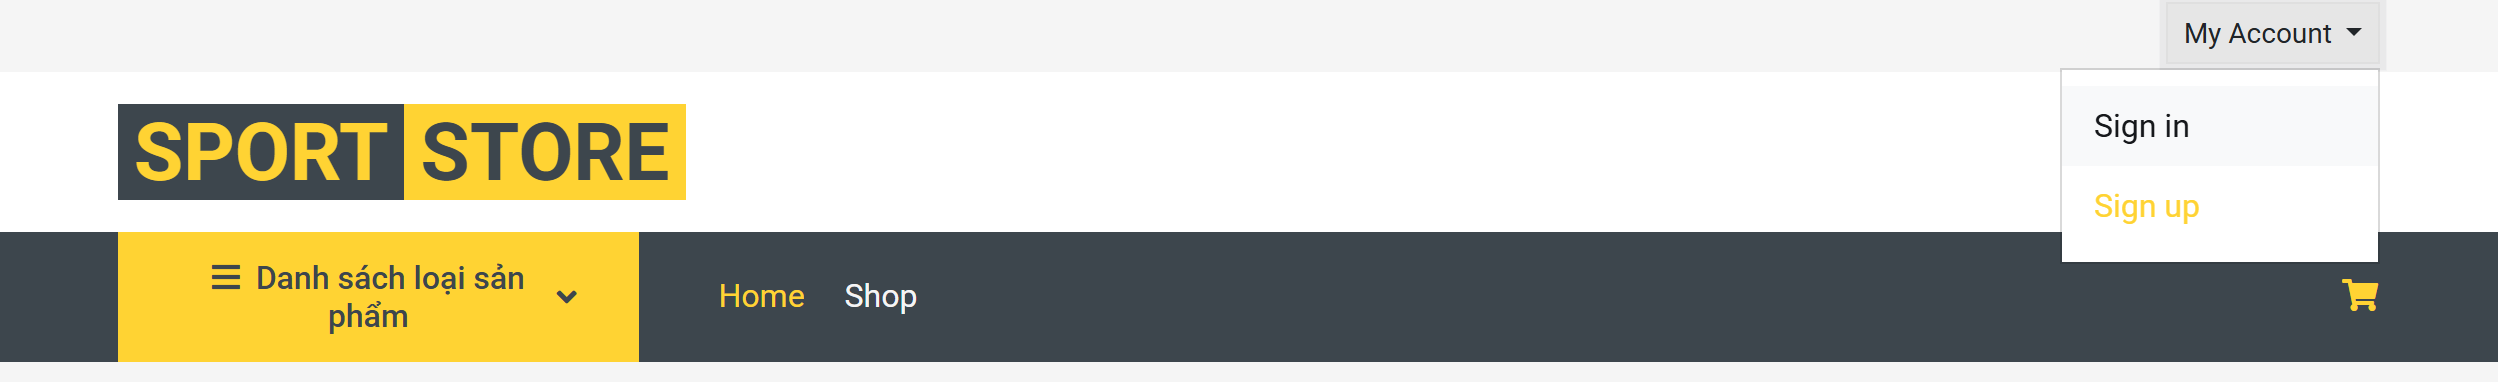 My Account
Sign in
Sign up
SPORT STORE
Danh sách loại sản
phẩm
Home
Shop